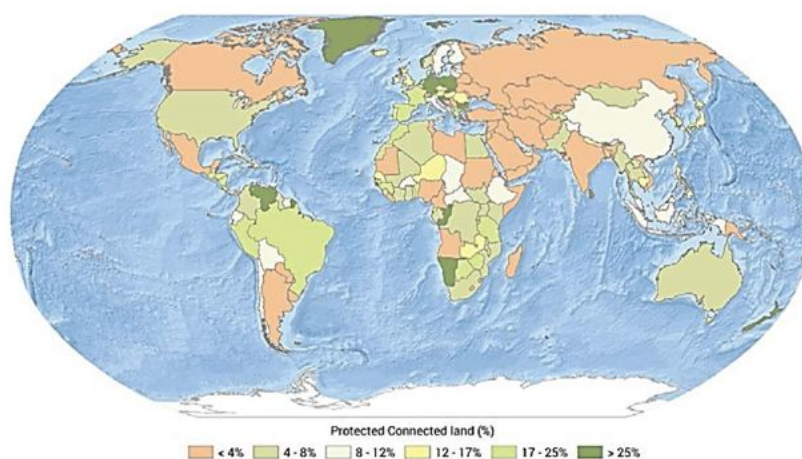 Protected Connected land (%)
< 4% 4 - 8% 8 - 12% 12 - 17% 17 - 25% > 25%